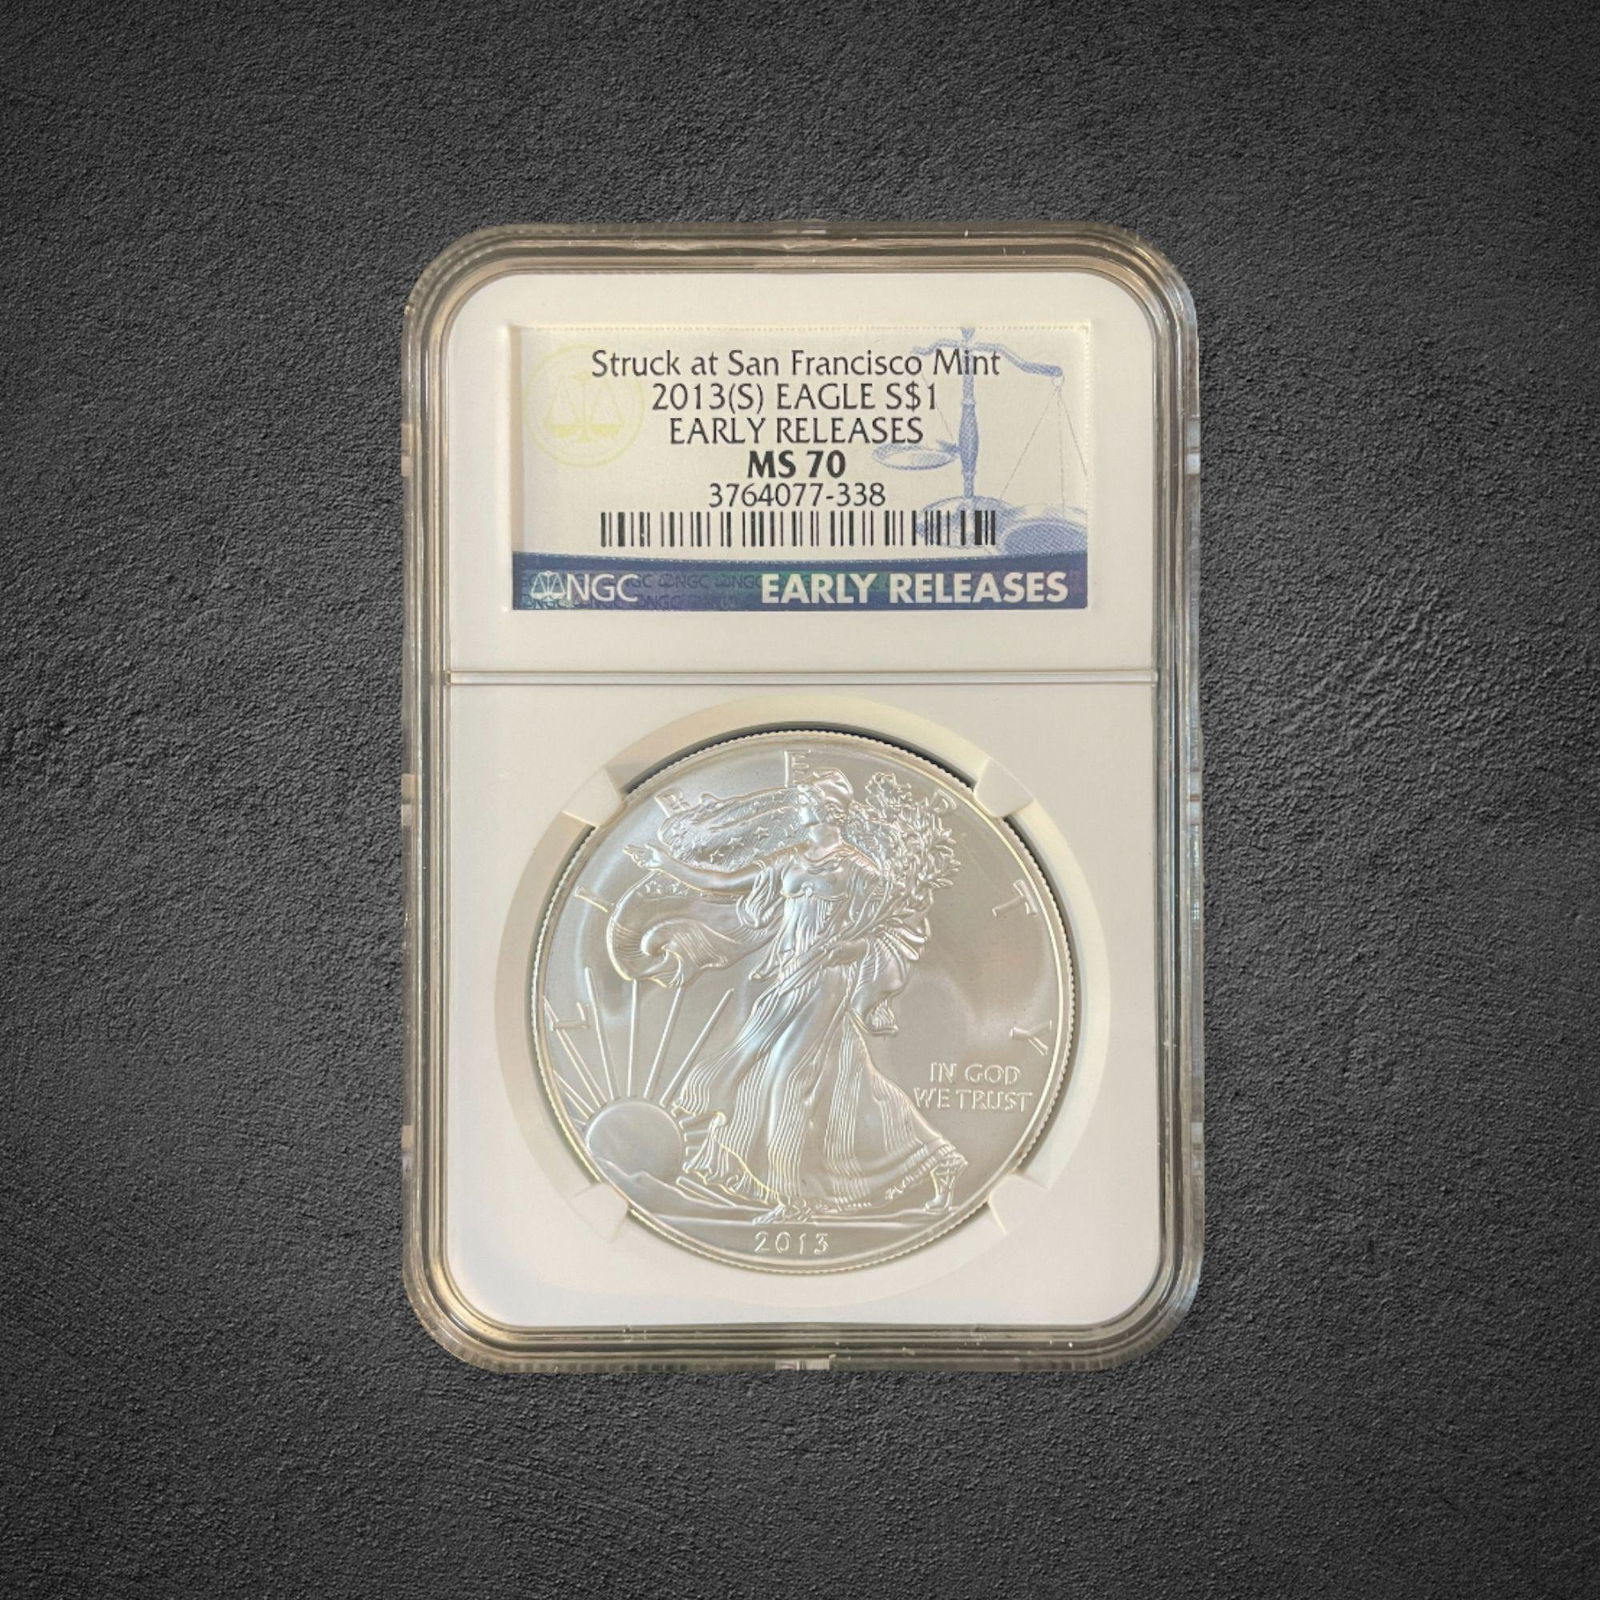 Struck at San Francisco Mint
2013(S) EAGLE S$1
EARLY RELEASES
MS 70
3764077-338
NGC EARLY RELEASES
LIBERTY
IN GOD
WE TRUST
2013